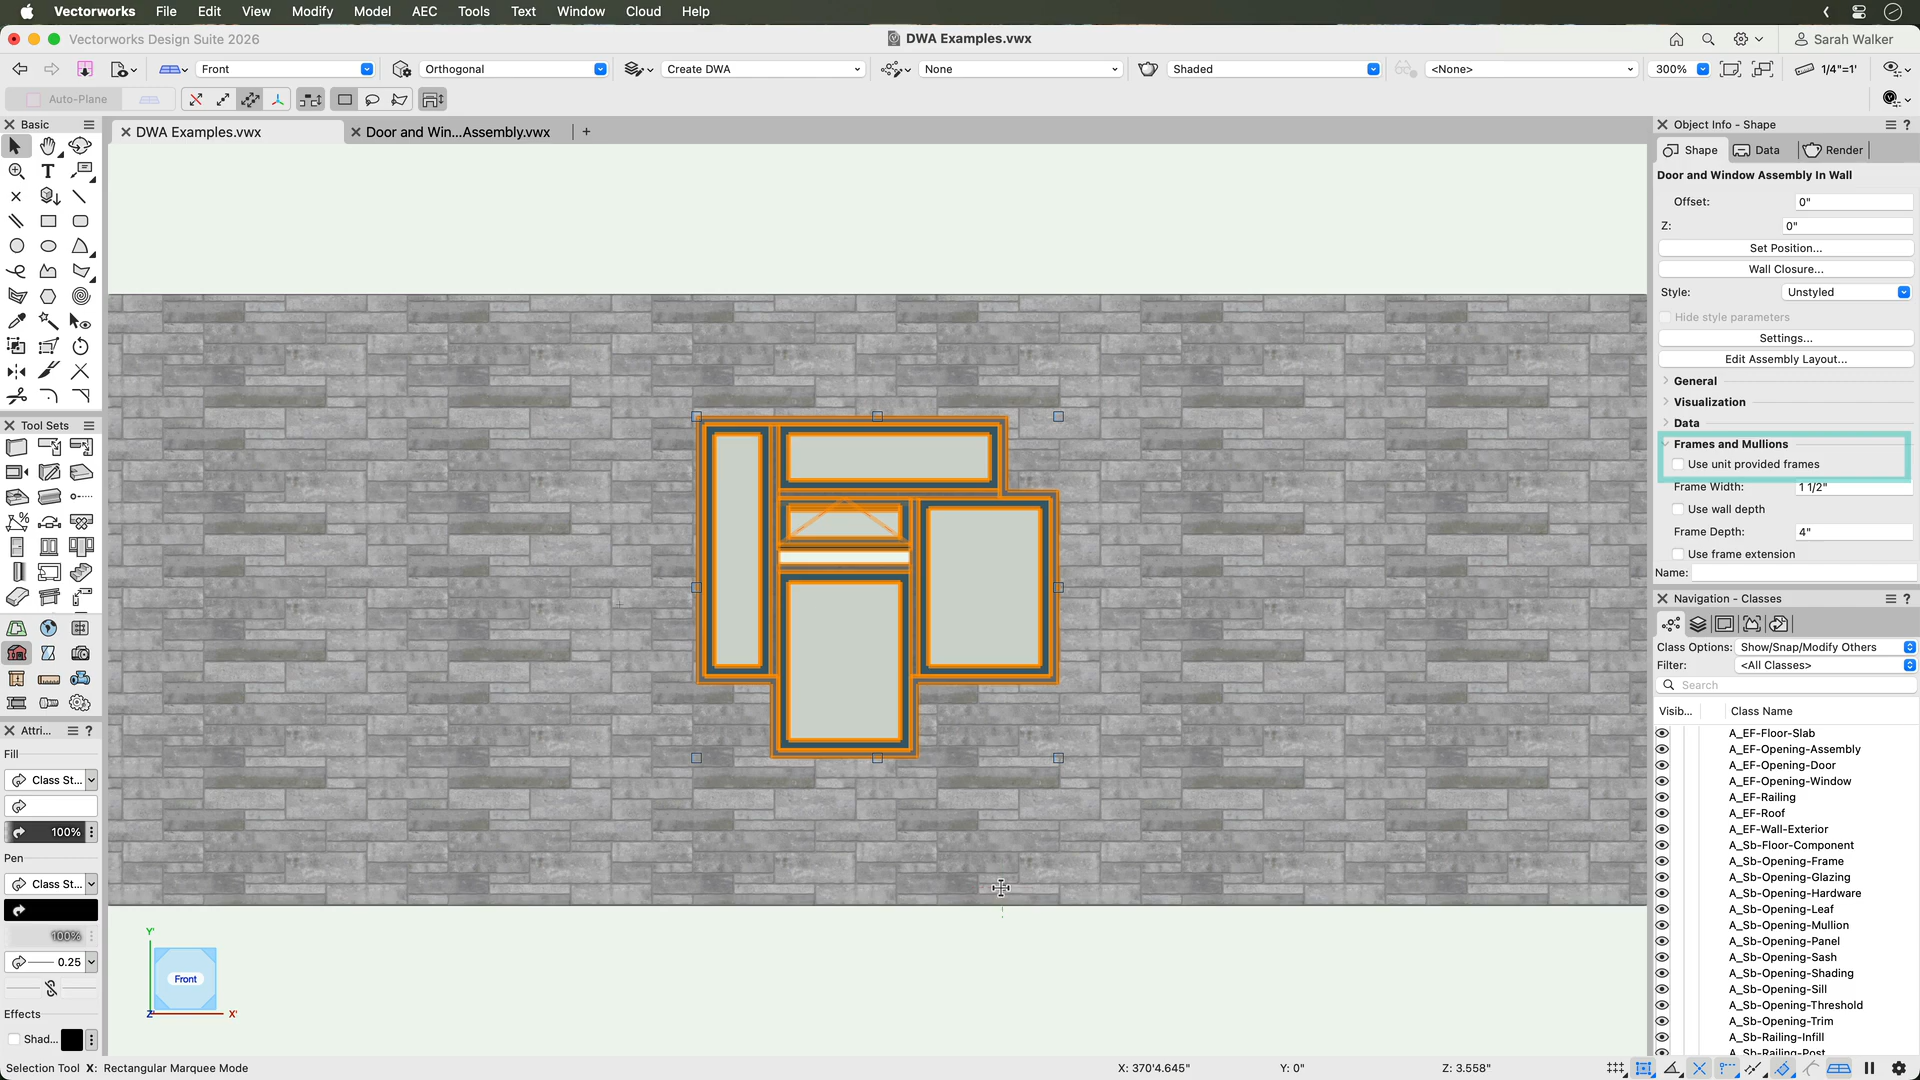 Vectorworks File Edit View Modify Model AEC Tools Text Window Cloud Help
Vectorworks Design Suite 2026
DWA Examples.vwx
Sarah Walker
Front
Orthogonal
Create DWA
None
Shaded
<None>
300%
1/4"=1'
Auto-Plane
Basic
DWA Examples.vwx
Door and Win...Assembly.vwx
Object Info - Shape
Shape
Data
Render
Door and Window Assembly In Wall
Offset:
0"
Z:
0"
Set Position...
Wall Closure...
Style:
Unstyled
Hide style parameters
Settings...
Edit Assembly Layout...
General
Visualization
Data
Frames and Mullions
Use unit provided frames
Frame Width:
1 1/2"
Use wall depth
Frame Depth:
4"
Use frame extension
Name:
Tool Sets
Navigation - Classes
Class Options:
Show/Snap/Modify Others
Filter:
<All Classes>
Search
Visib...
Class Name
A_EF-Floor-Slab
A_EF-Opening-Assembly
A_EF-Opening-Door
A_EF-Opening-Window
A_EF-Railing
A_EF-Roof
A_EF-Wall-Exterior
A_Sb-Floor-Component
A_Sb-Opening-Frame
A_Sb-Opening-Glazing
A_Sb-Opening-Hardware
A_Sb-Opening-Leaf
A_Sb-Opening-Mullion
A_Sb-Opening-Panel
A_Sb-Opening-Sash
A_Sb-Opening-Shading
A_Sb-Opening-Sill
A_Sb-Opening-Threshold
A_Sb-Opening-Trim
A_Sb-Railing-Infill
A_Sb-Railing-Post
Attri...
Fill
Class St...
100%
Pen
Class St...
100%
0.25
Effects
Shad...
Y'
Front
Z'
X'
Selection Tool X: Rectangular Marquee Mode
X: 370'4.645"
Y: 0"
Z: 3.558"